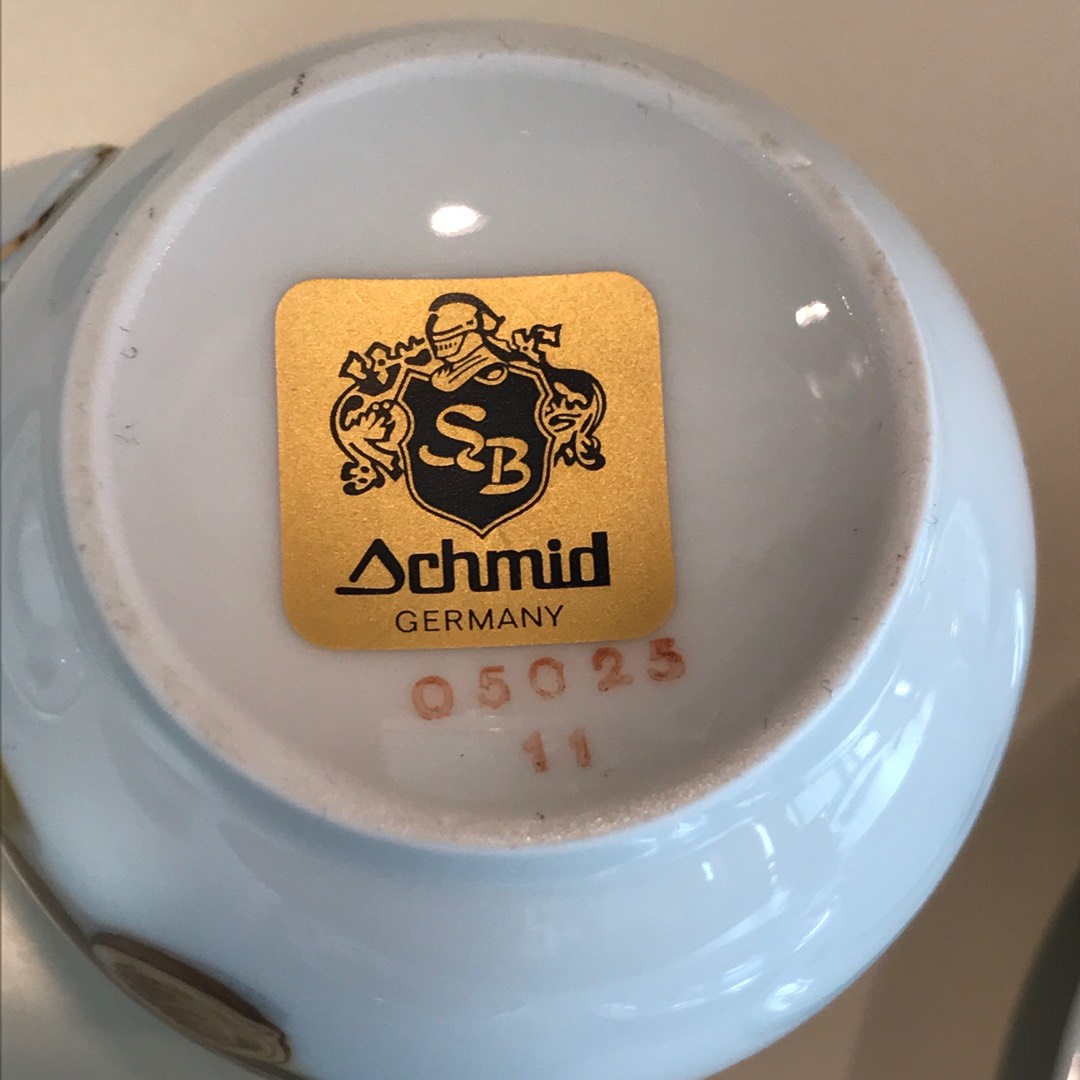 SB
Schmid
GERMANY
05025
11